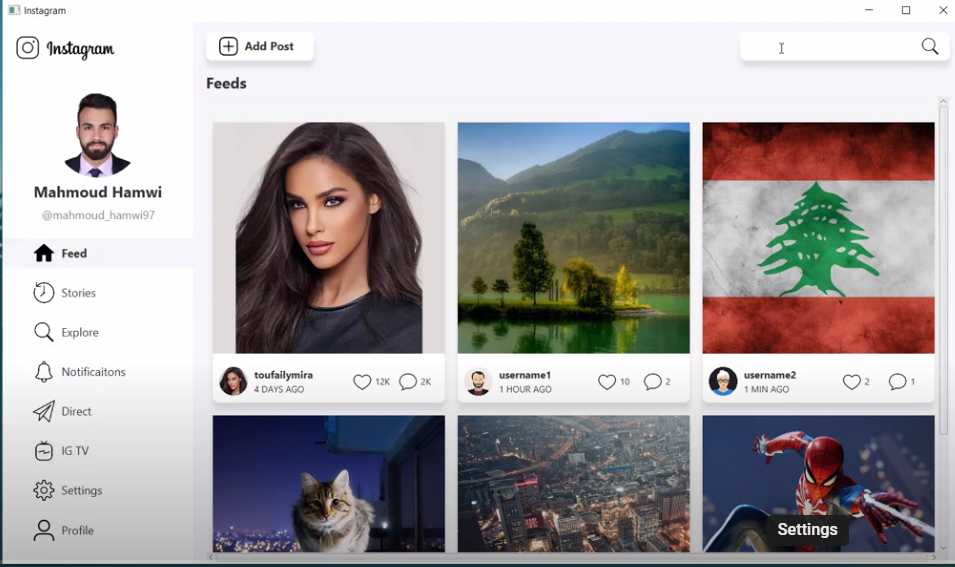 Instagram
Instagram
Add Post
Feeds
Mahmoud Hamwi
@mahmoud_hamwi97
Feed
Stories
Explore
Notificaitons
Direct
IG TV
Settings
Profile
toufailymira
4 DAYS AGO
12K
2K
username1
1 HOUR AGO
10
2
username2
1 MIN AGO
2
1
Settings